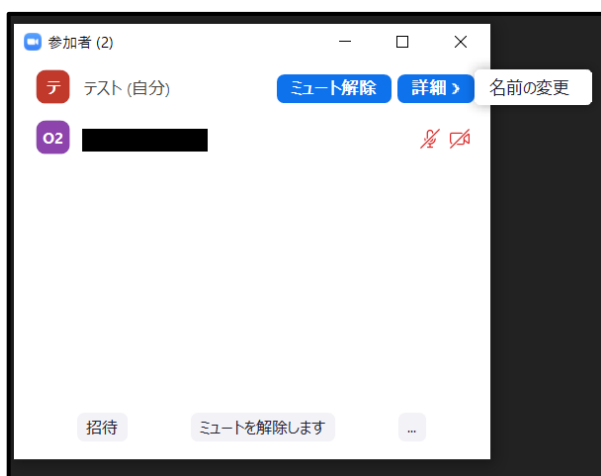 参加者 (2)
テ テスト (自分) ミュート解除 詳細 > 名前の変更
O2
招待 ミュートを解除します ...